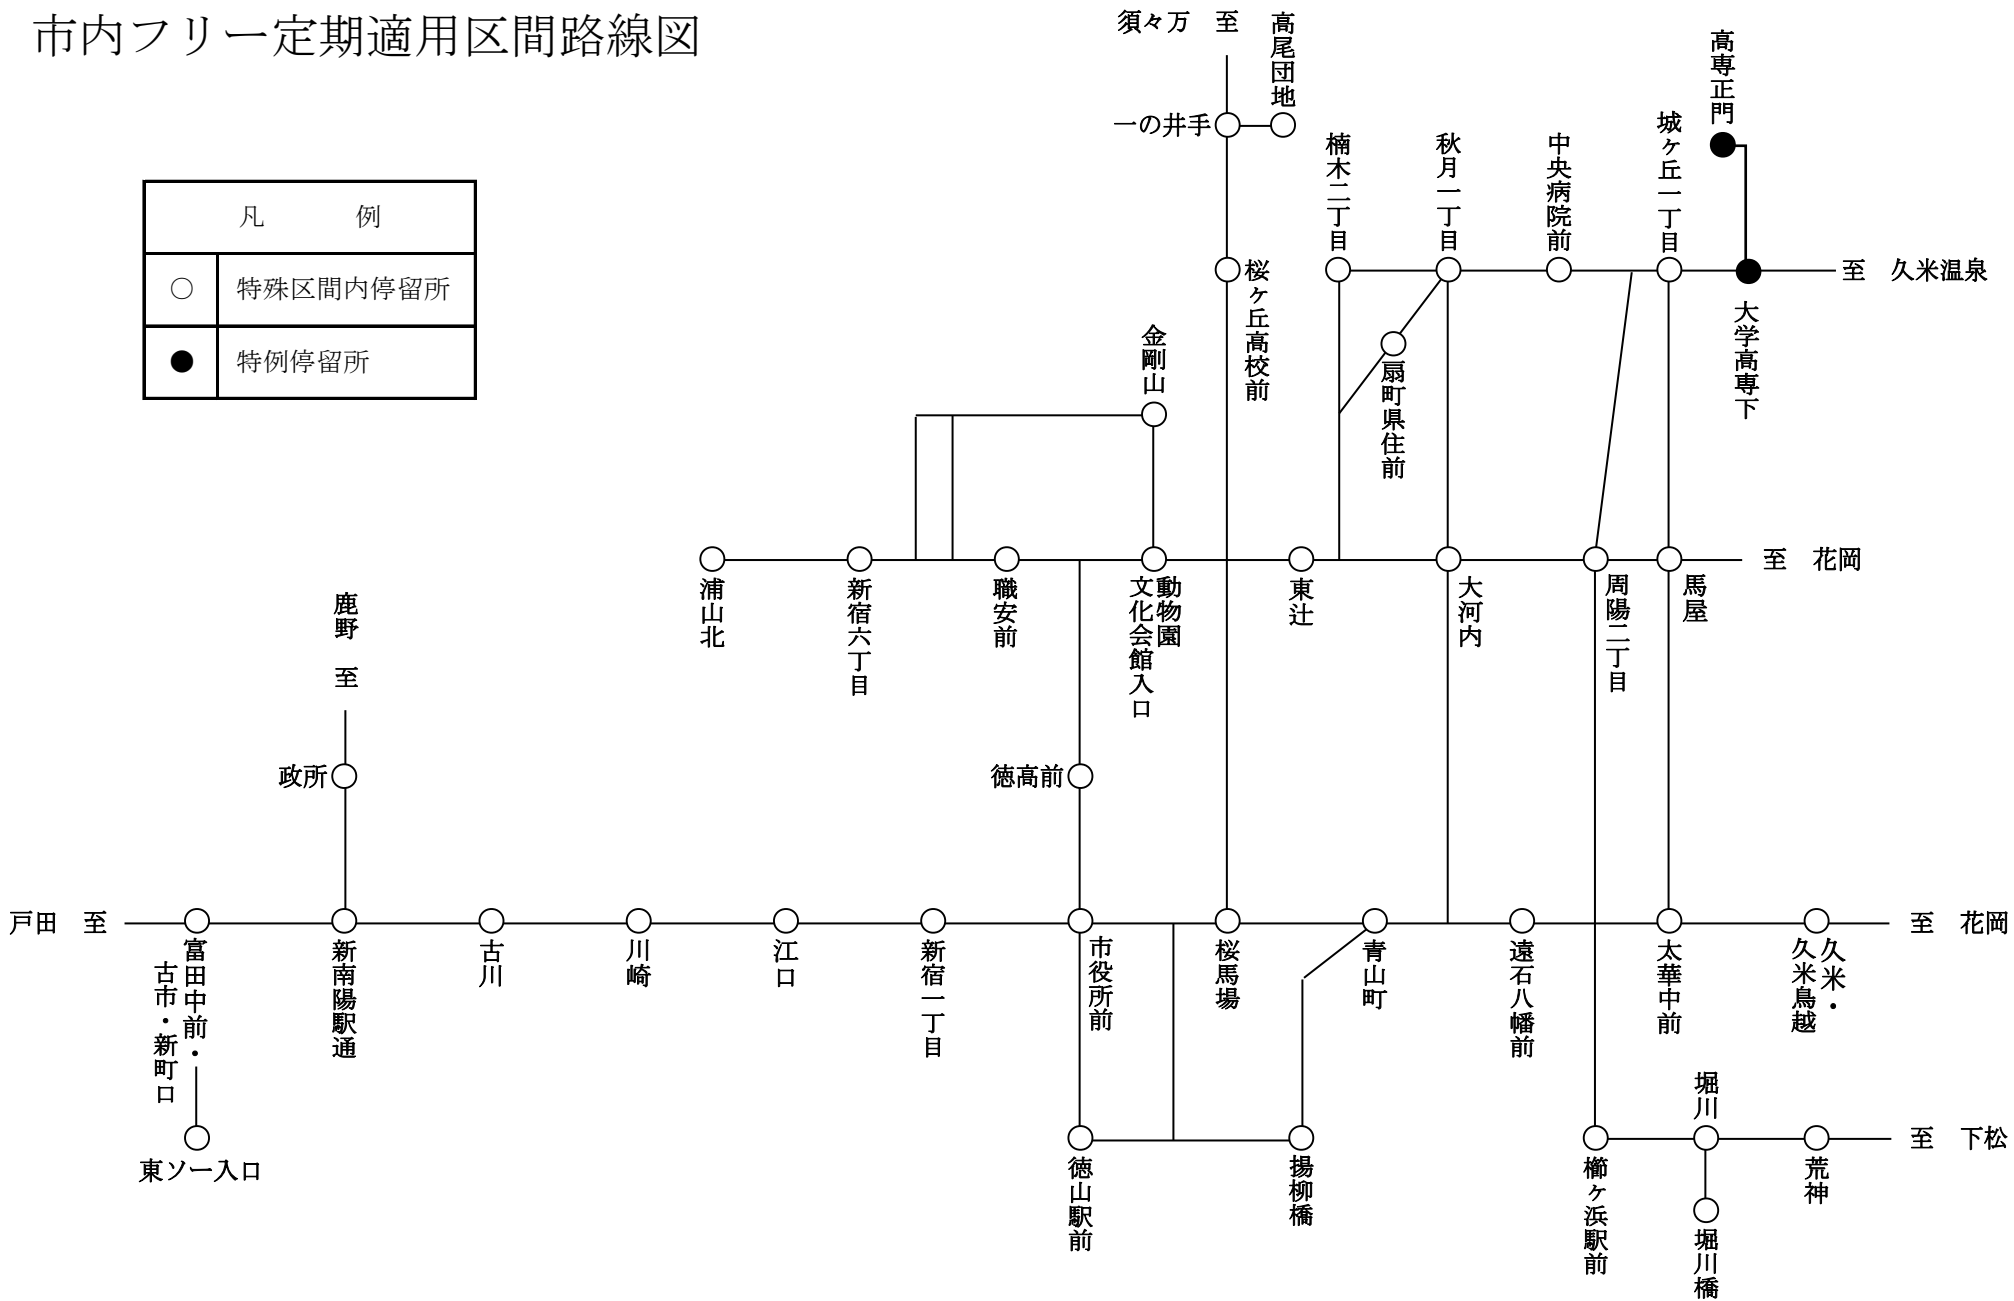 市内フリー定期適用区間路線図
凡　例
○ 特殊区間内停留所
● 特例停留所
須々万　至
高尾団地
一の井手
高専正門
楠木二丁目
秋月一丁目
中央病院前
城ヶ丘一丁目
至　久米温泉
大学高専下
桜ヶ丘高校前
金剛山
扇町県住前
浦山北
新宿六丁目
職安前
動物園
文化会館入口
東辻
大河内
周陽二丁目
馬屋
至　花岡
鹿野　至
政所
徳高前
戸田　至
富田中前・
古市・新町口
新南陽駅通
古川
川崎
江口
新宿一丁目
市役所前
桜馬場
青山町
遠石八幡前
太華中前
久米・
久米鳥越
至　花岡
東ソー入口
徳山駅前
揚柳橋
櫛ヶ浜駅前
堀川
堀川橋
荒神
至　下松